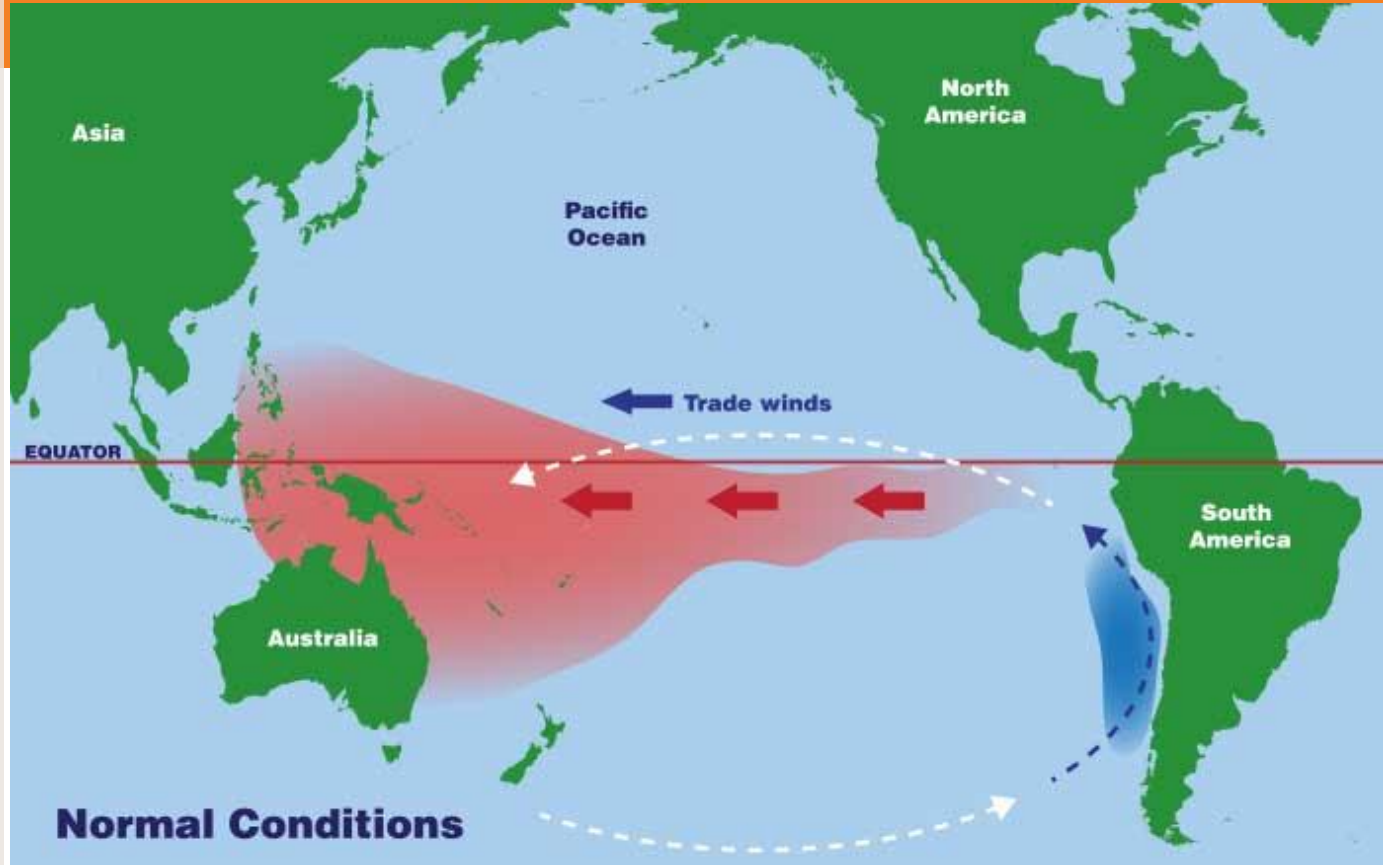 Asia
North
America
Pacific
Ocean
Trade winds
EQUATOR
South
America
Australia
Normal Conditions